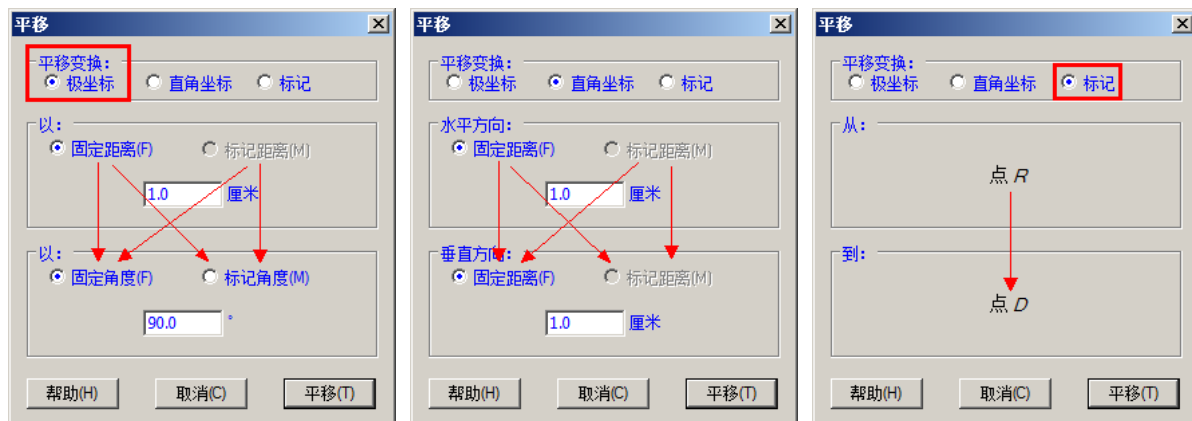 平移
平移变换：
极坐标 直角坐标 标记
以：
固定距离(F) 标记距离(M)
1.0 厘米
以：
固定角度(F) 标记角度(M)
90.0 °
帮助(H) 取消(C) 平移(T)
平移
平移变换：
极坐标 直角坐标 标记
水平方向：
固定距离(F) 标记距离(M)
1.0 厘米
垂直方向：
固定距离(F) 标记距离(M)
1.0 厘米
帮助(H) 取消(C) 平移(T)
平移
平移变换：
极坐标 直角坐标 标记
从：
点 R
到：
点 D
帮助(H) 取消(C) 平移(T)